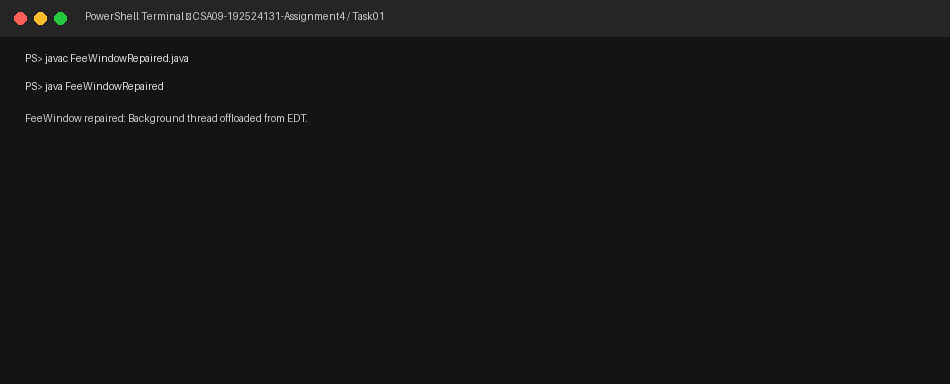 PowerShell Terminal ▯ CSA09-192524131-Assignment4 / Task01
PS> javac FeeWindowRepaired.java
PS> java FeeWindowRepaired
FeeWindow repaired: Background thread offloaded from EDT.